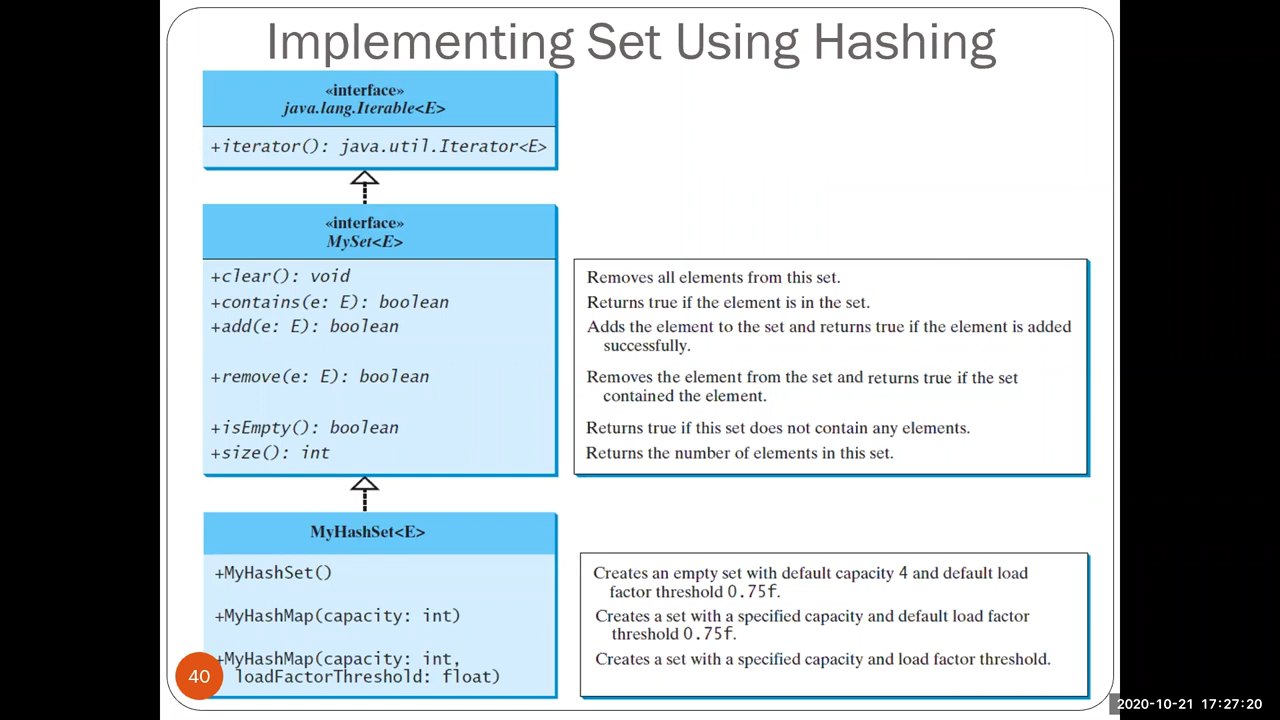 Implementing Set Using Hashing
«interface»
java.lang.Iterable<E>
+iterator(): java.util.Iterator<E>
«interface»
MySet<E>
+clear(): void
Removes all elements from this set.
+contains(e: E): boolean
Returns true if the element is in the set.
+add(e: E): boolean
Adds the element to the set and returns true if the element is added
successfully.
+remove(e: E): boolean
Removes the element from the set and returns true if the set
contained the element.
+isEmpty(): boolean
Returns true if this set does not contain any elements.
+size(): int
Returns the number of elements in this set.
MyHashSet<E>
+MyHashSet()
Creates an empty set with default capacity 4 and default load
factor threshold 0.75f.
+MyHashMap(capacity: int)
Creates a set with a specified capacity and default load factor
threshold 0.75f.
+MyHashMap(capacity: int,
loadFactorThreshold: float)
Creates a set with a specified capacity and load factor threshold.
40
2020-10-21 17:27:20